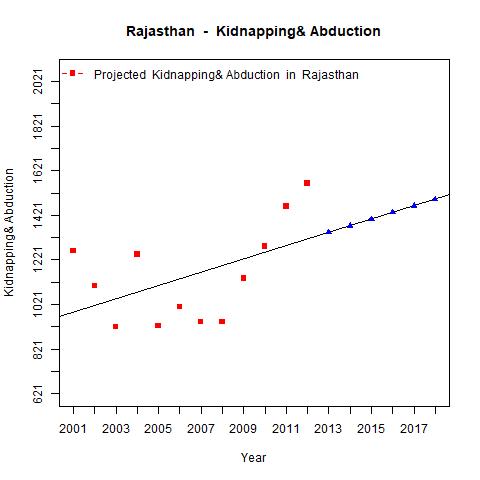 Rajasthan - Kidnapping& Abduction
Projected Kidnapping& Abduction in Rajasthan
Kidnapping& Abduction
2021
1821
1621
1421
1221
1021
821
621
2001 2003 2005 2007 2009 2011 2013 2015 2017
Year